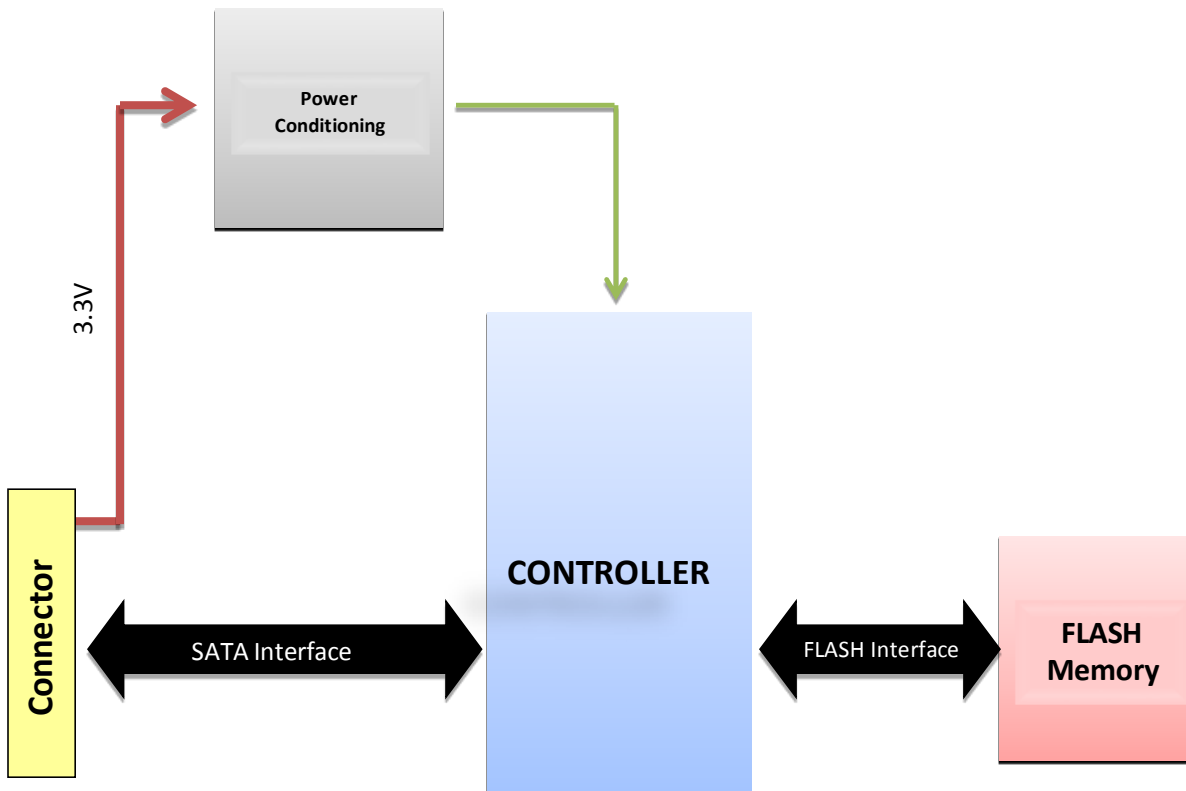 Power
Conditioning
3.3V
CONTROLLER
Connector
SATA Interface
FLASH Interface
FLASH
Memory